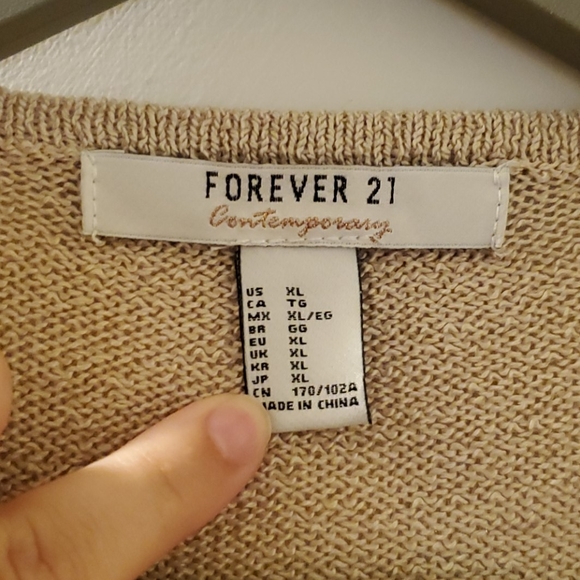 FOREVER 21
Contemporary
US XL
CA TG
MX XL/EG
BR GG
EU XL
UK XL
KR XL
JP XL
CN 170/102A
MADE IN CHINA